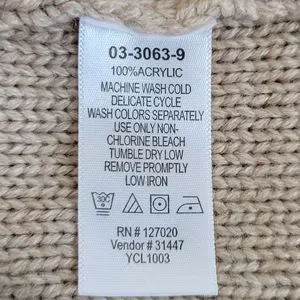 03-3063-9
100%ACRYLIC
MACHINE WASH COLD
DELICATE CYCLE
WASH COLORS SEPARATELY
USE ONLY NON-
CHLORINE BLEACH
TUMBLE DRY LOW
REMOVE PROMPTLY
LOW IRON
30C
RN # 127020
Vendor # 31447
YCL1003